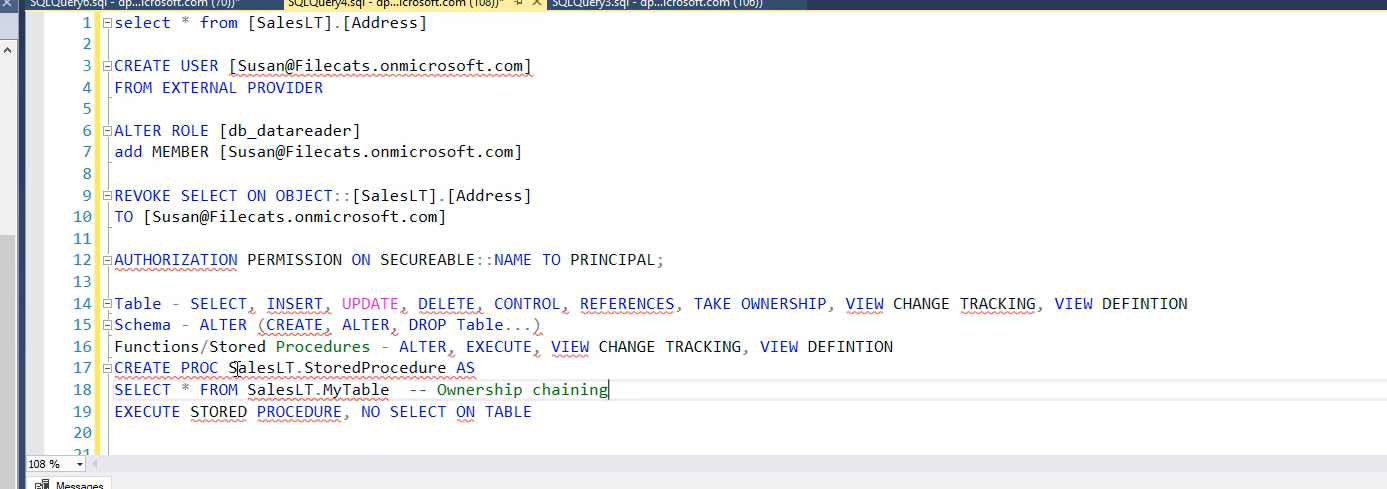 SQLQuery6.sql - dp...icrosoft.com (70))* SQLQuery4.sql - dp...icrosoft.com (108))* SQLQuery3.sql - dp...icrosoft.com (106))
1 select * from [SalesLT].[Address]
2
3 CREATE USER [Susan@Filecats.onmicrosoft.com]
4 FROM EXTERNAL PROVIDER
5
6 ALTER ROLE [db_datareader]
7 add MEMBER [Susan@Filecats.onmicrosoft.com]
8
9 REVOKE SELECT ON OBJECT::[SalesLT].[Address]
10 TO [Susan@Filecats.onmicrosoft.com]
11
12 AUTHORIZATION PERMISSION ON SECUREABLE::NAME TO PRINCIPAL;
13
14 Table - SELECT, INSERT, UPDATE, DELETE, CONTROL, REFERENCES, TAKE OWNERSHIP, VIEW CHANGE TRACKING, VIEW DEFINTION
15 Schema - ALTER (CREATE, ALTER, DROP Table...)
16 Functions/Stored Procedures - ALTER, EXECUTE, VIEW CHANGE TRACKING, VIEW DEFINTION
17 CREATE PROC SalesLT.StoredProcedure AS
18 SELECT * FROM SalesLT.MyTable -- Ownership chaining
19 EXECUTE STORED PROCEDURE, NO SELECT ON TABLE
20
21
108 %
Messages